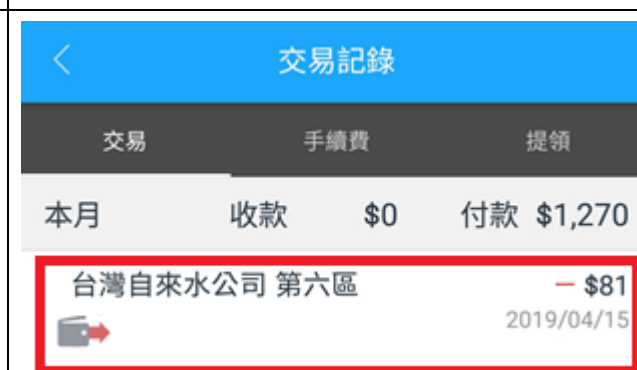 交易記錄
交易 手續費 提領
本月 收款 $0 付款 $1,270
台灣自來水公司 第六區 – $81
2019/04/15